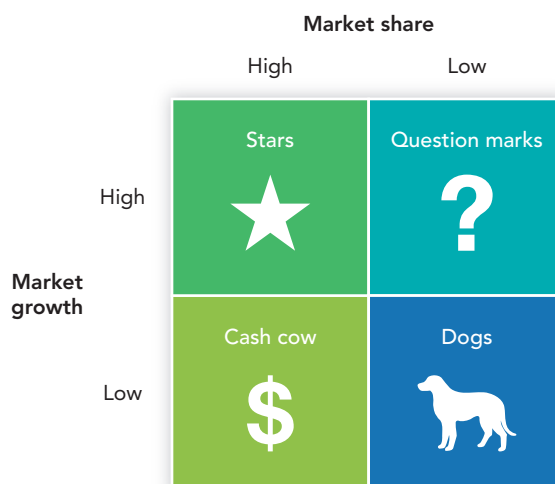 Market share
High Low
Stars Question marks
?
High
Market
growth
Cash cow Dogs
$
Low